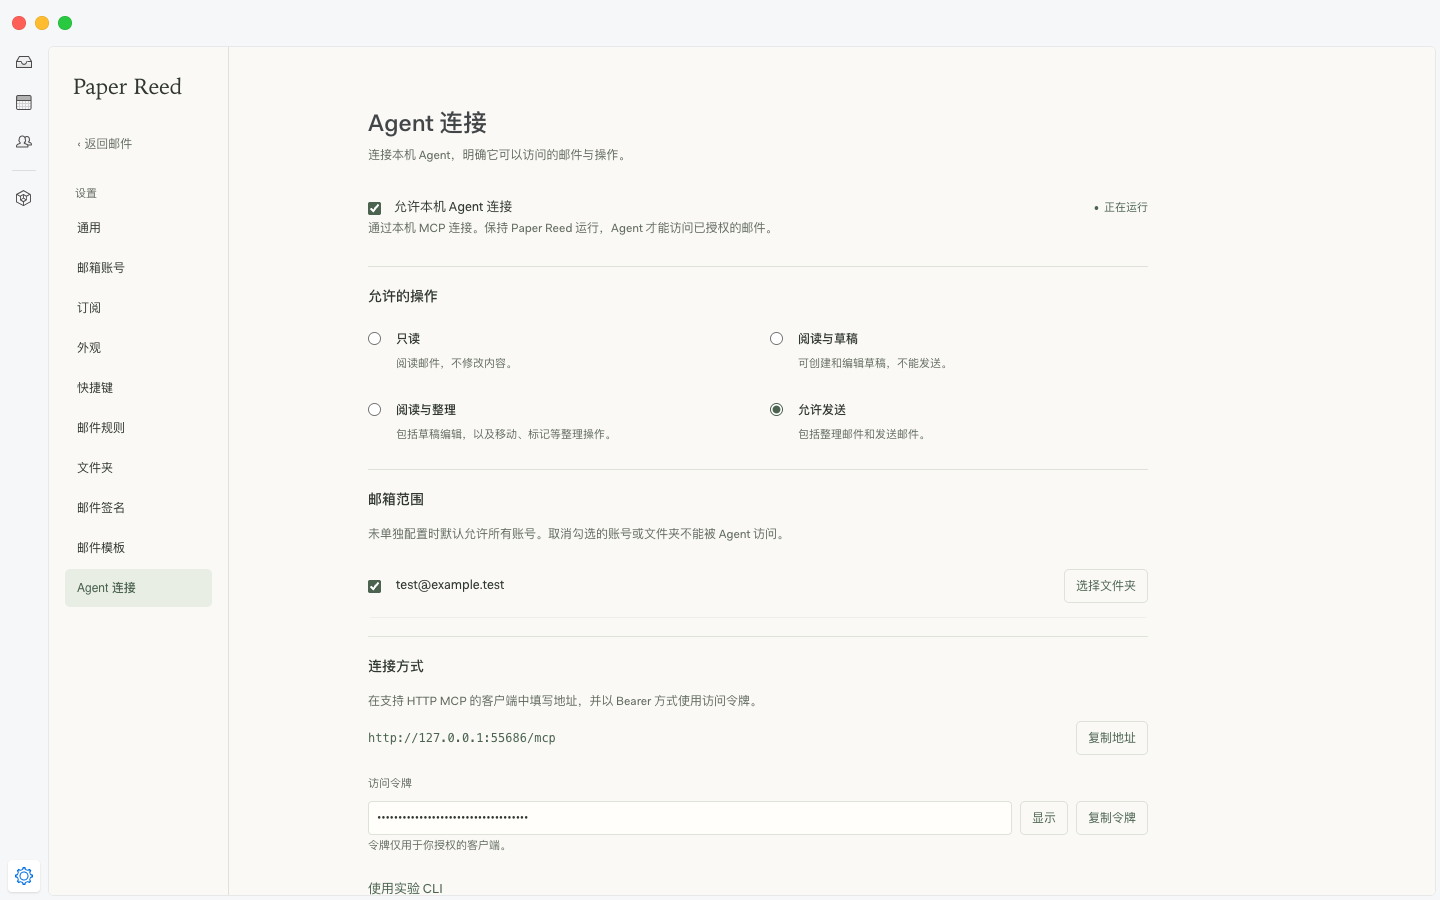 Paper Reed
‹ 返回邮件
设置
通用
邮箱账号
订阅
外观
快捷键
邮件规则
文件夹
邮件签名
邮件模板
Agent 连接
Agent 连接
连接本机 Agent，明确它可以访问的邮件与操作。
允许本机 Agent 连接
• 正在运行
通过本机 MCP 连接。保持 Paper Reed 运行，Agent 才能访问已授权的邮件。
允许的操作
只读
阅读邮件，不修改内容。
阅读与草稿
可创建和编辑草稿，不能发送。
阅读与整理
包括草稿编辑，以及移动、标记等整理操作。
允许发送
包括整理邮件和发送邮件。
邮箱范围
未单独配置时默认允许所有账号。取消勾选的账号或文件夹不能被 Agent 访问。
test@example.test
选择文件夹
连接方式
在支持 HTTP MCP 的客户端中填写地址，并以 Bearer 方式使用访问令牌。
http://127.0.0.1:55686/mcp
复制地址
访问令牌
••••••••••••••••••••••••••••••••••••
显示
复制令牌
令牌仅用于你授权的客户端。
使用实验 CLI